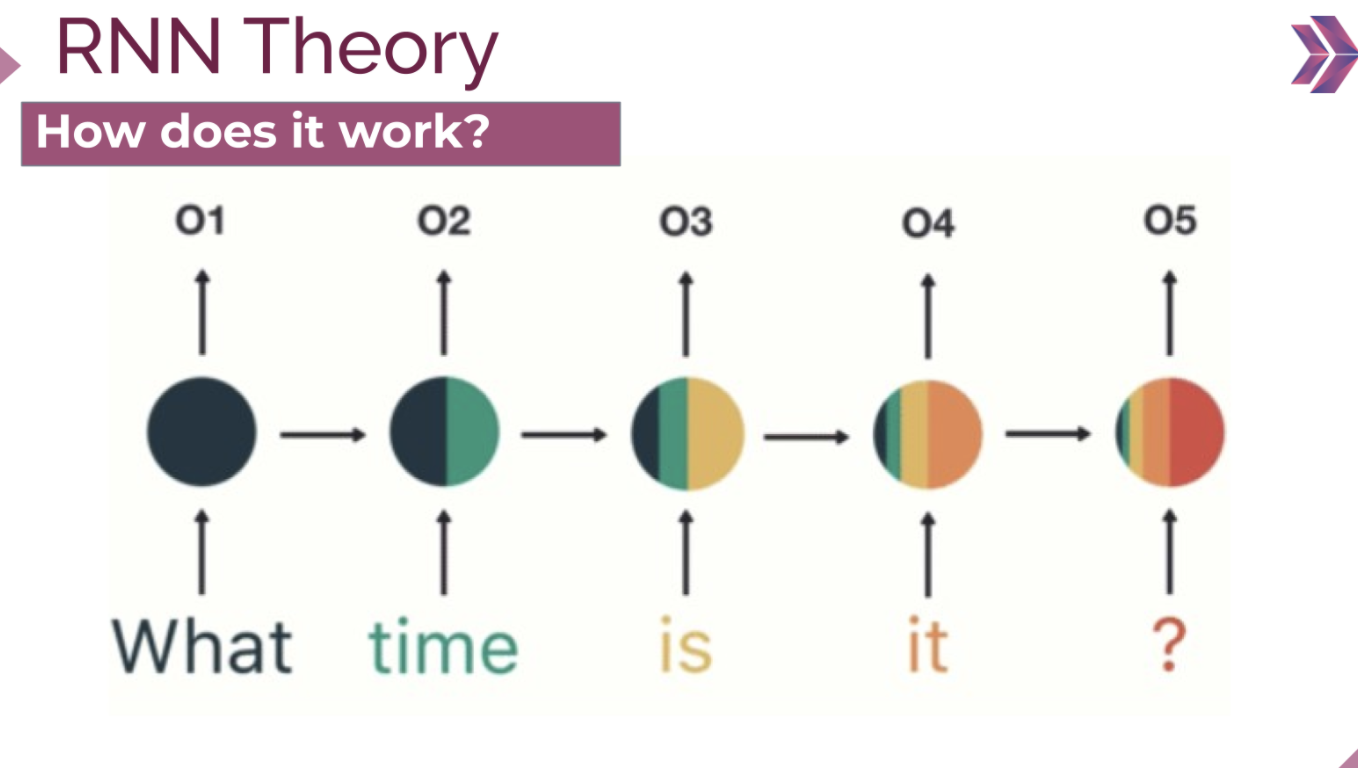 RNN Theory
How does it work?
O1 O2 O3 O4 O5
What time is it ?